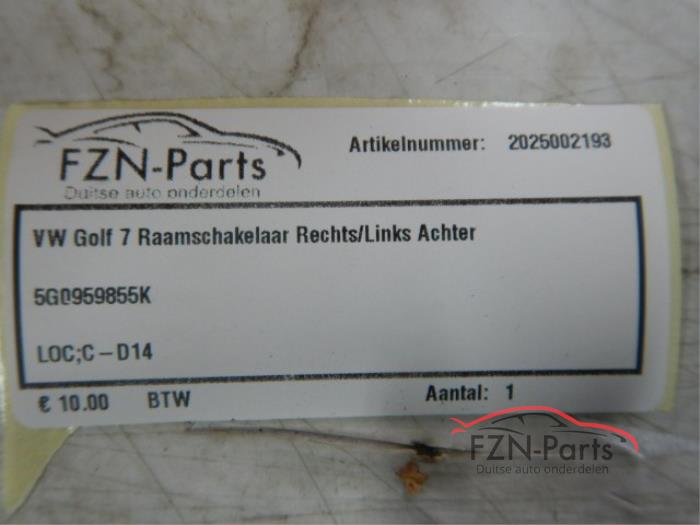 FZN-Parts
Duitse auto onderdelen
Artikelnummer: 2025002193
VW Golf 7 Raamschakelaar Rechts/Links Achter
5G0959855K
LOC;C-D14
€ 10.00 BTW Aantal: 1
FZN-Parts
Duitse auto onderdelen